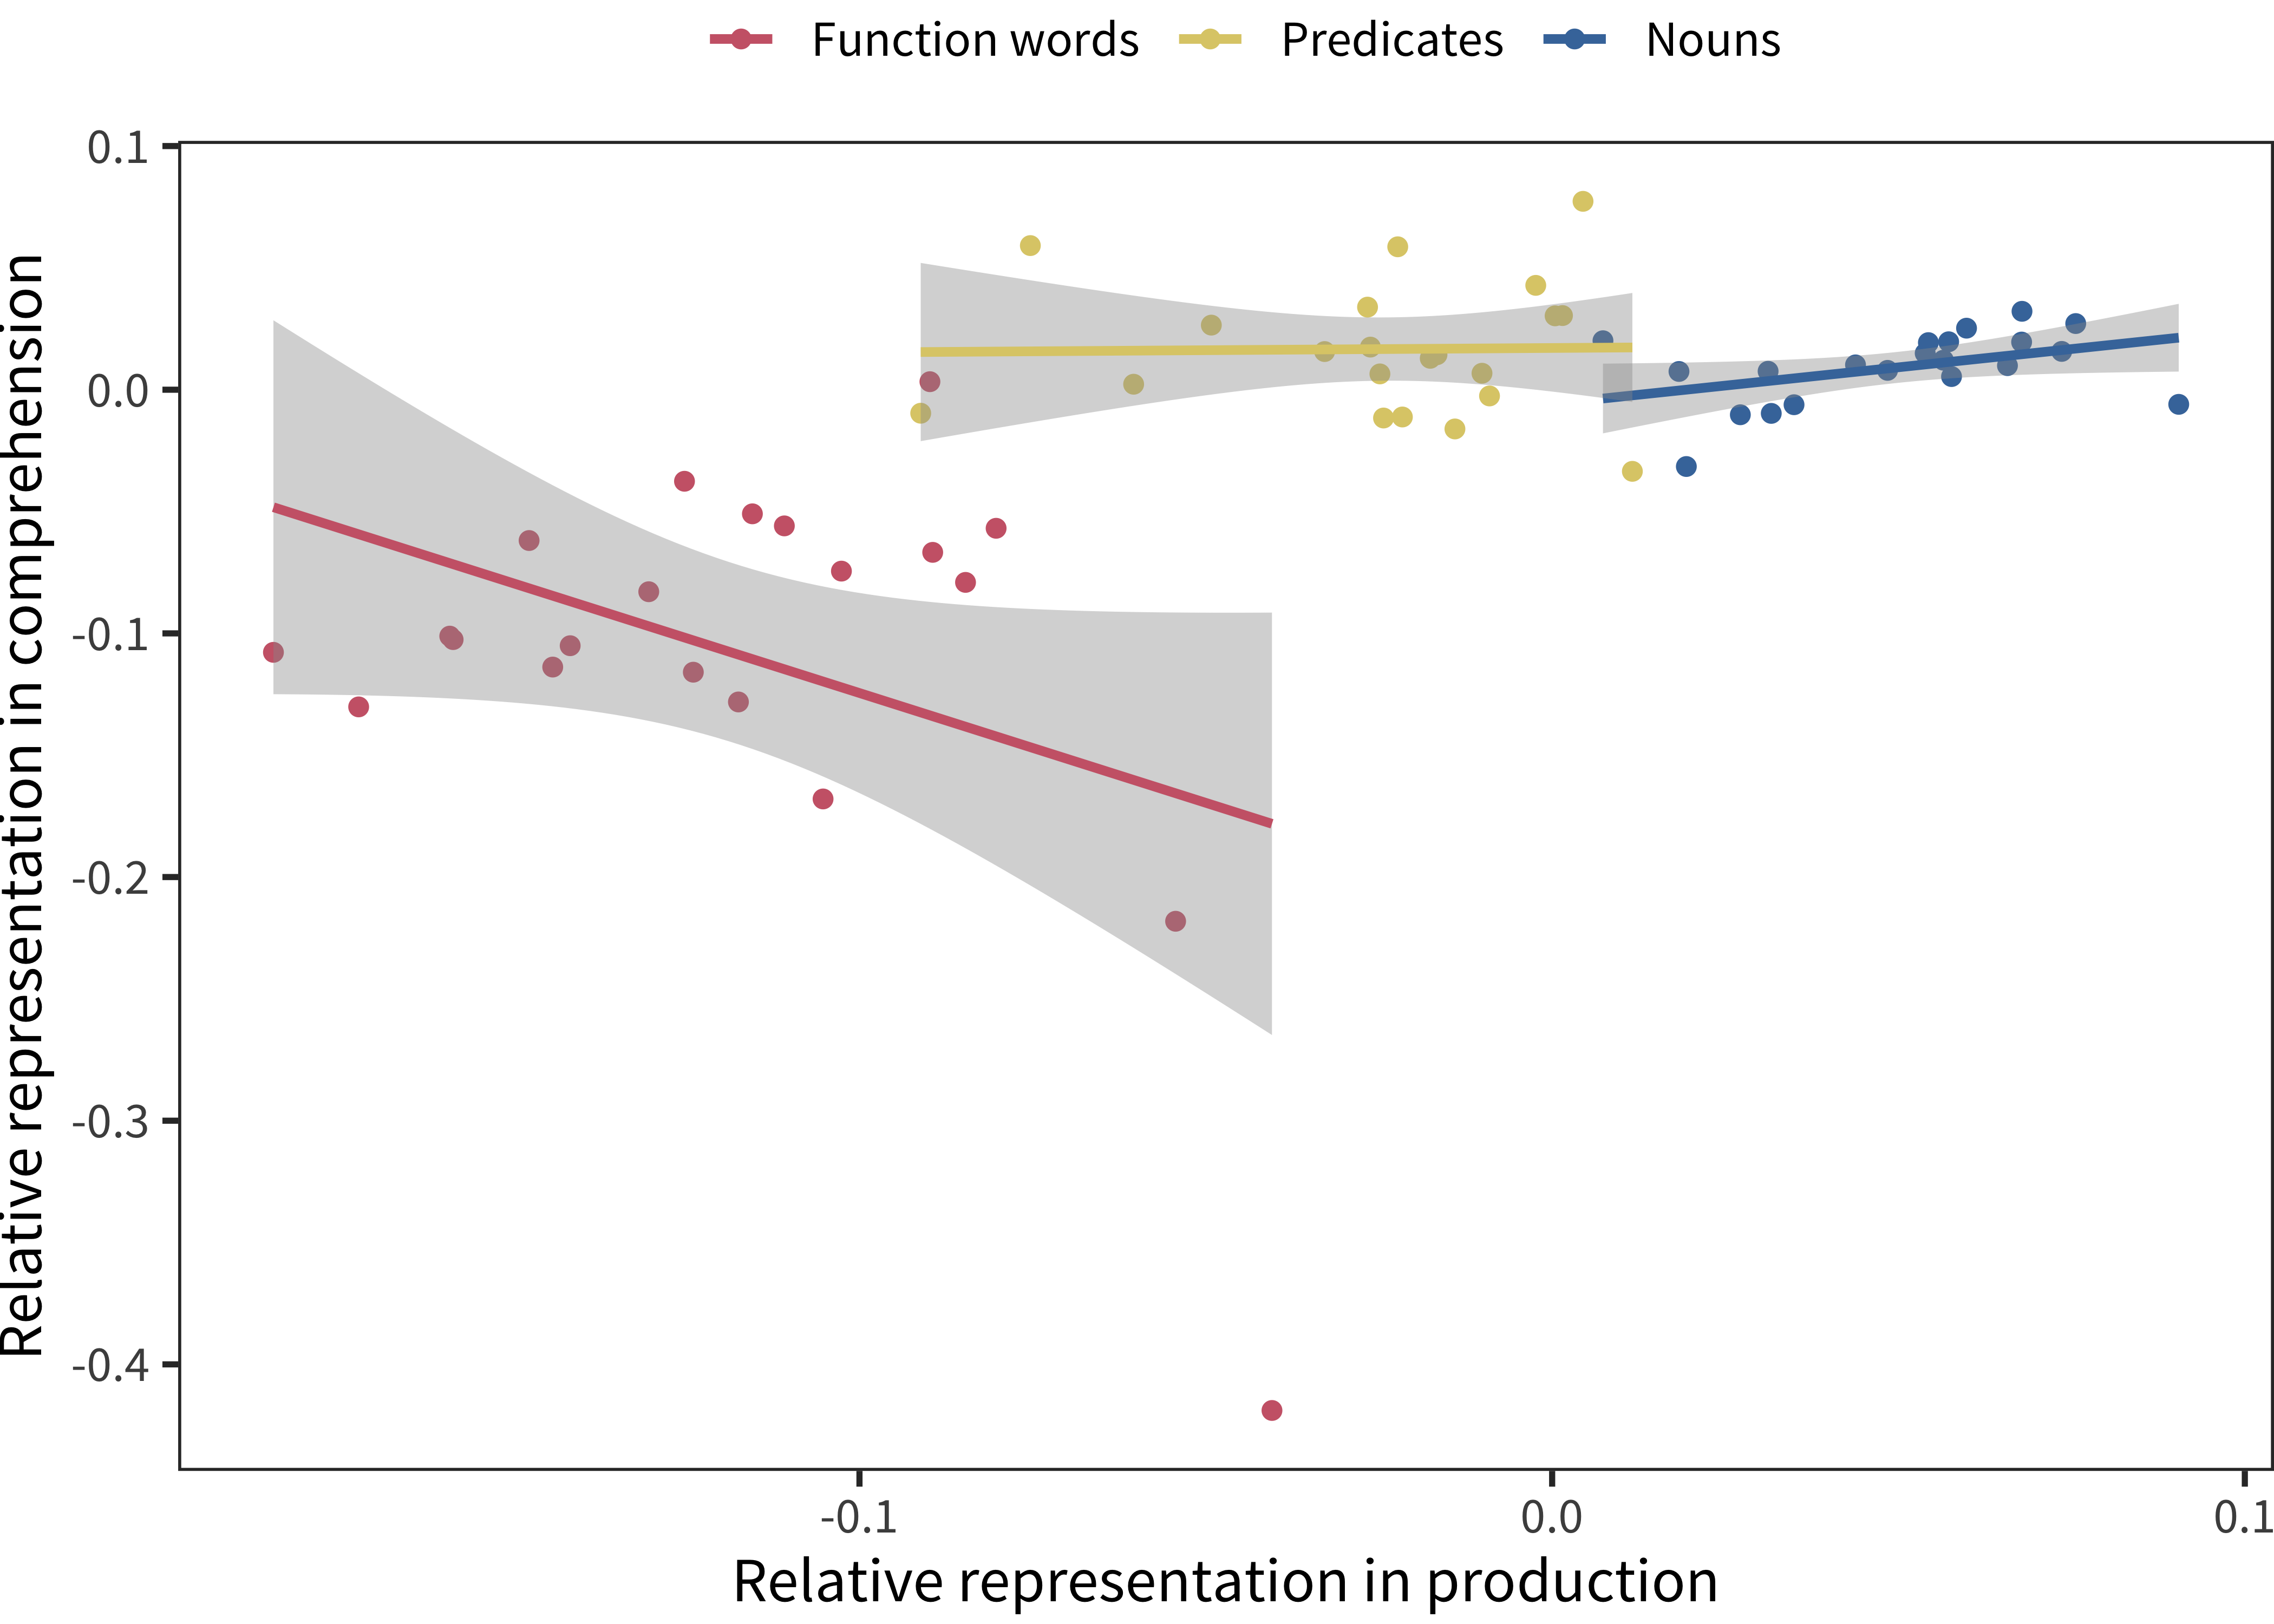 Function words Predicates Nouns
0.1
0.0
-0.1
-0.2
-0.3
-0.4
Relative representation in comprehension
-0.1 0.0 0.1
Relative representation in production